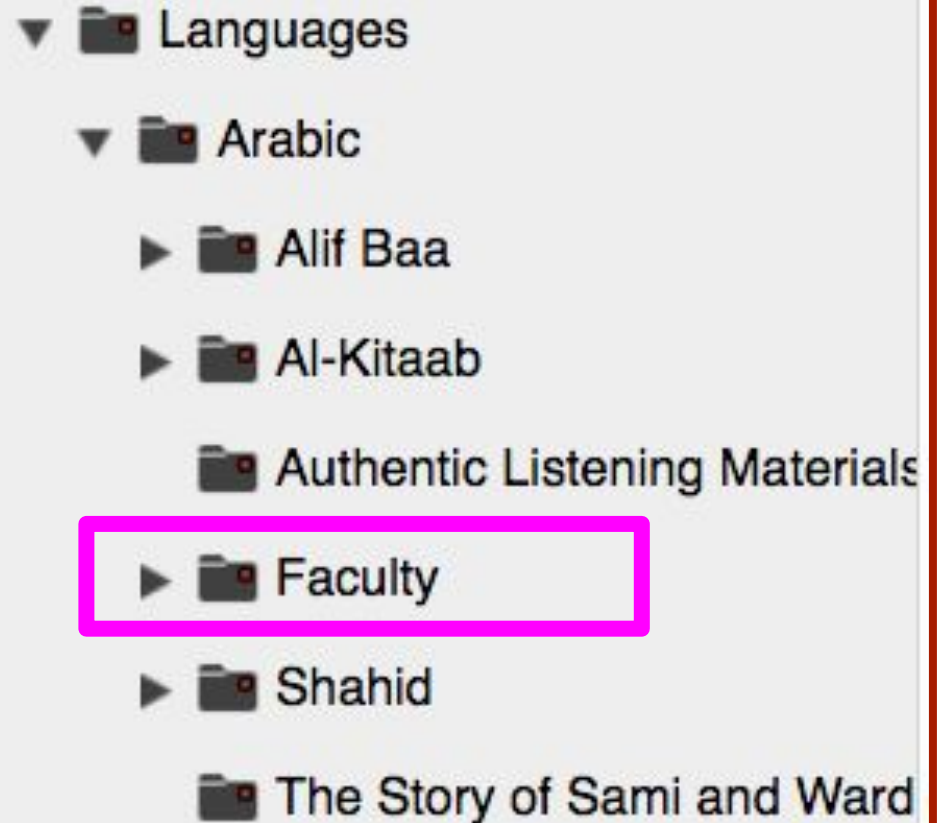 Languages
Arabic
Alif Baa
Al-Kitaab
Authentic Listening Materials
Faculty
Shahid
The Story of Sami and Ward